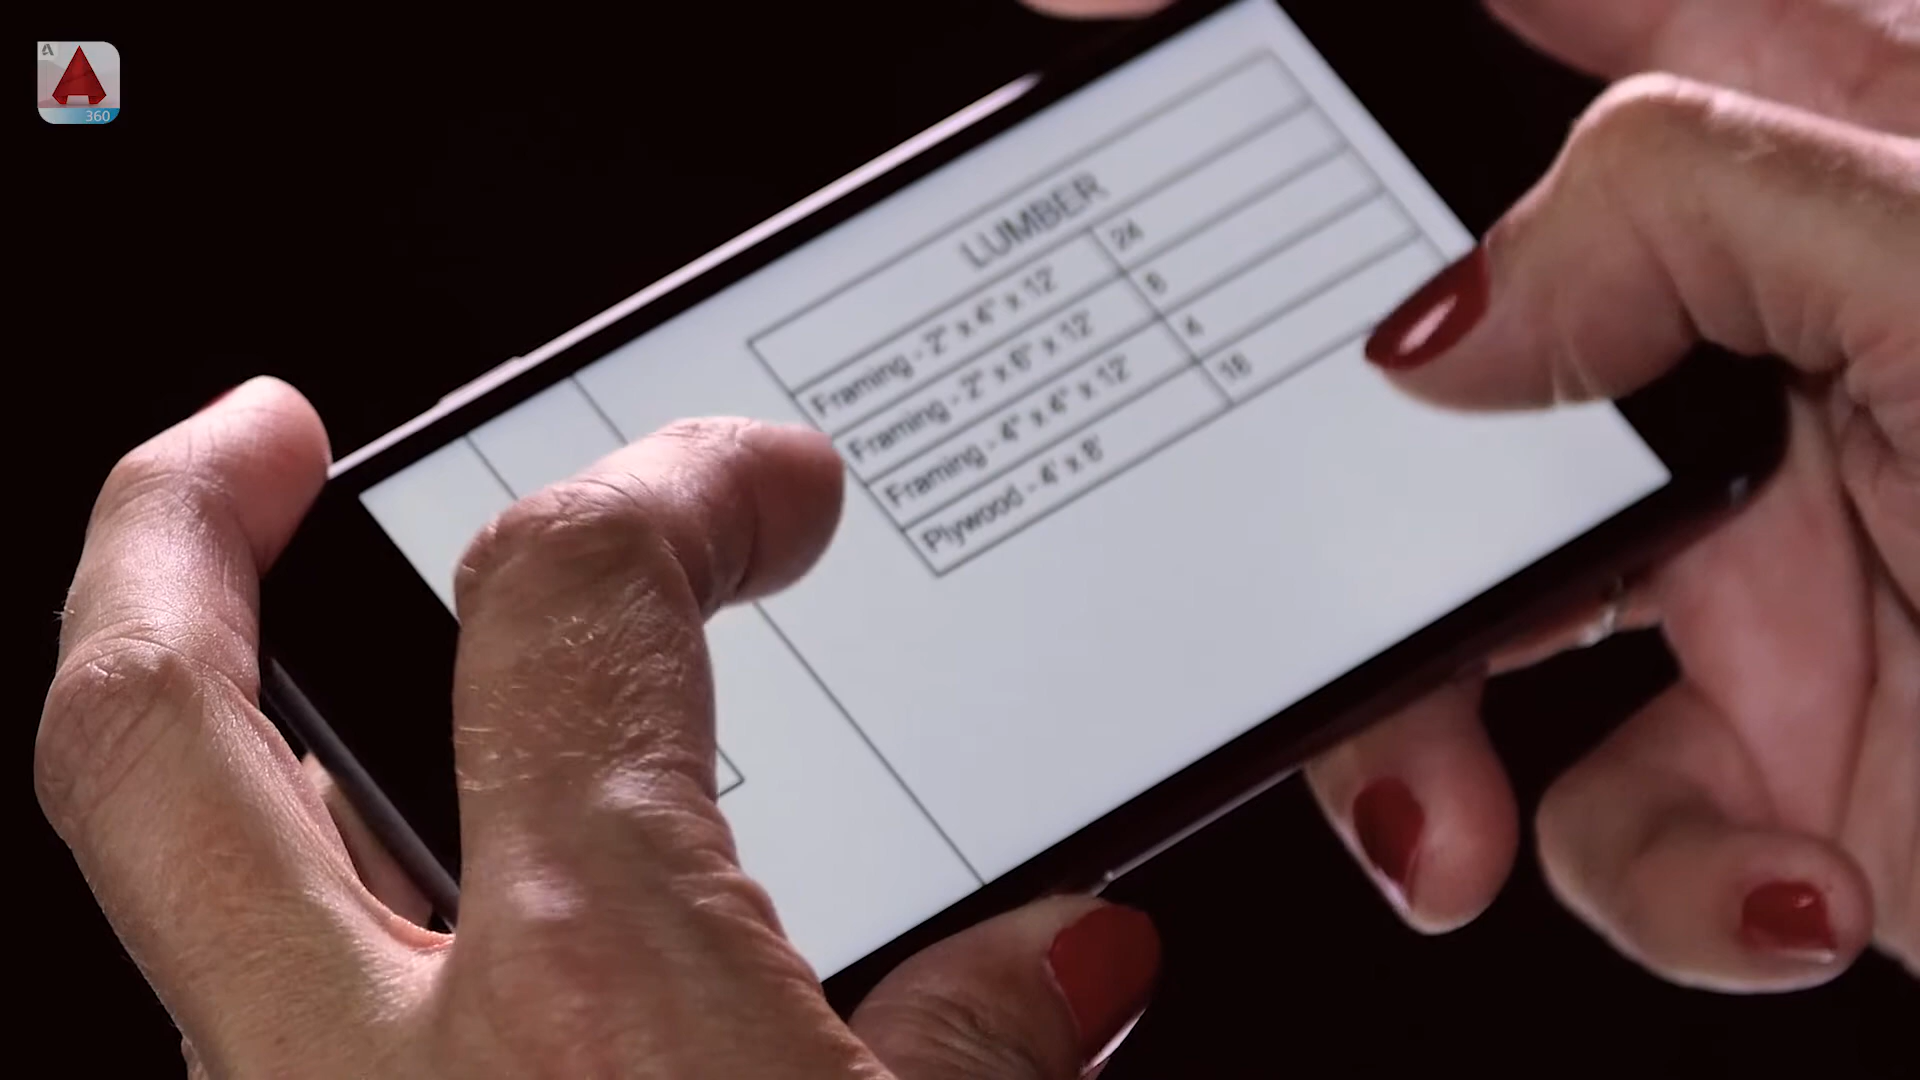 360
LUMBER
Framing - 2" x 4" x 12' 24
Framing - 2" x 6" x 12' 8
Framing - 4" x 4" x 12' 4
Plywood - 4' x 8' 16